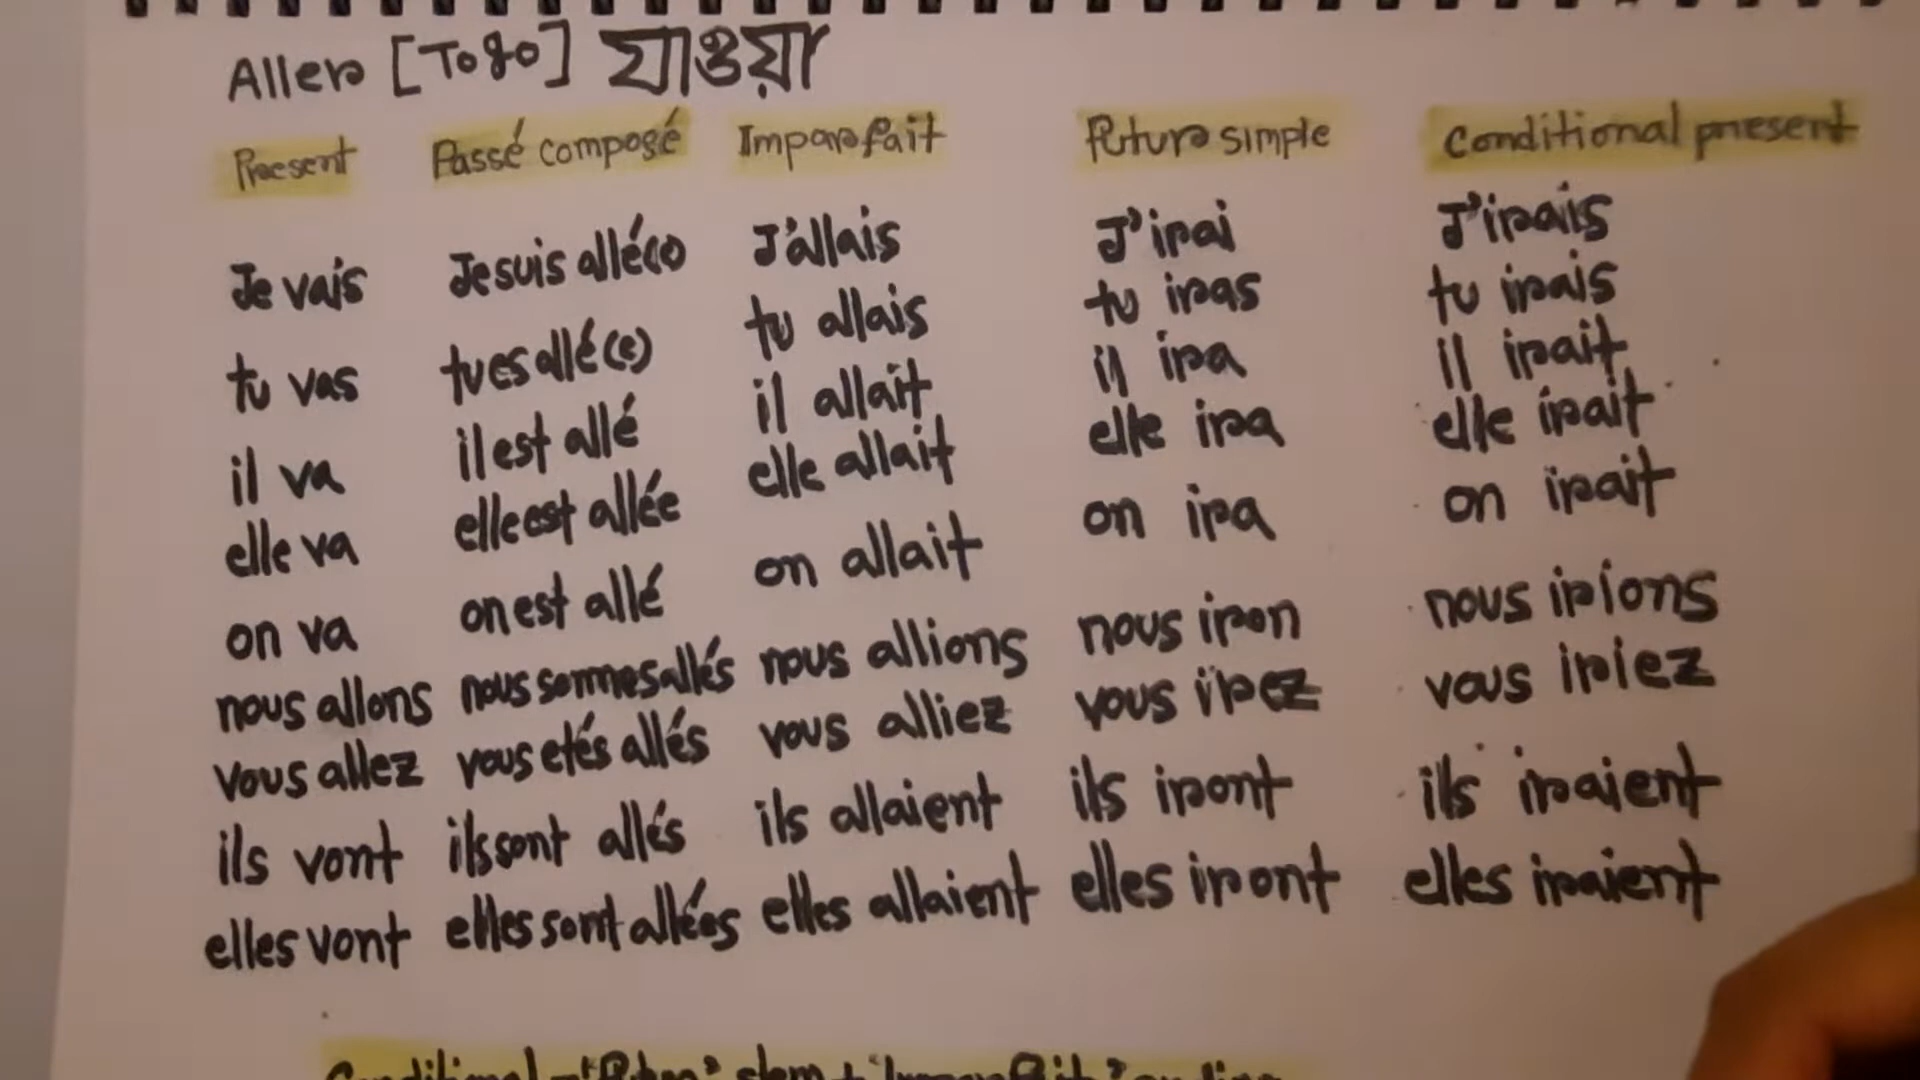 Aller [To go] যাওয়া
Present Passé composé Imparfait Futur simple Conditional present
Je vais Je suis allé(e) J'allais J'irai J'irais
tu vas tu es allé(e) tu allais tu iras tu irais
il va il est allé il allait il ira il irait
elle va elle est allée elle allait elle ira elle irait
on va on est allé on allait on ira on irait
nous allons nous sommes allés nous allions nous iron nous irions
vous allez vous etés allés vous alliez vous irez vous iriez
ils vont ils sont allés ils allaient ils iront ils iraient
elles vont elles sont allées elles allaient elles iront elles iraient
Conditional stem + "Imparfait"